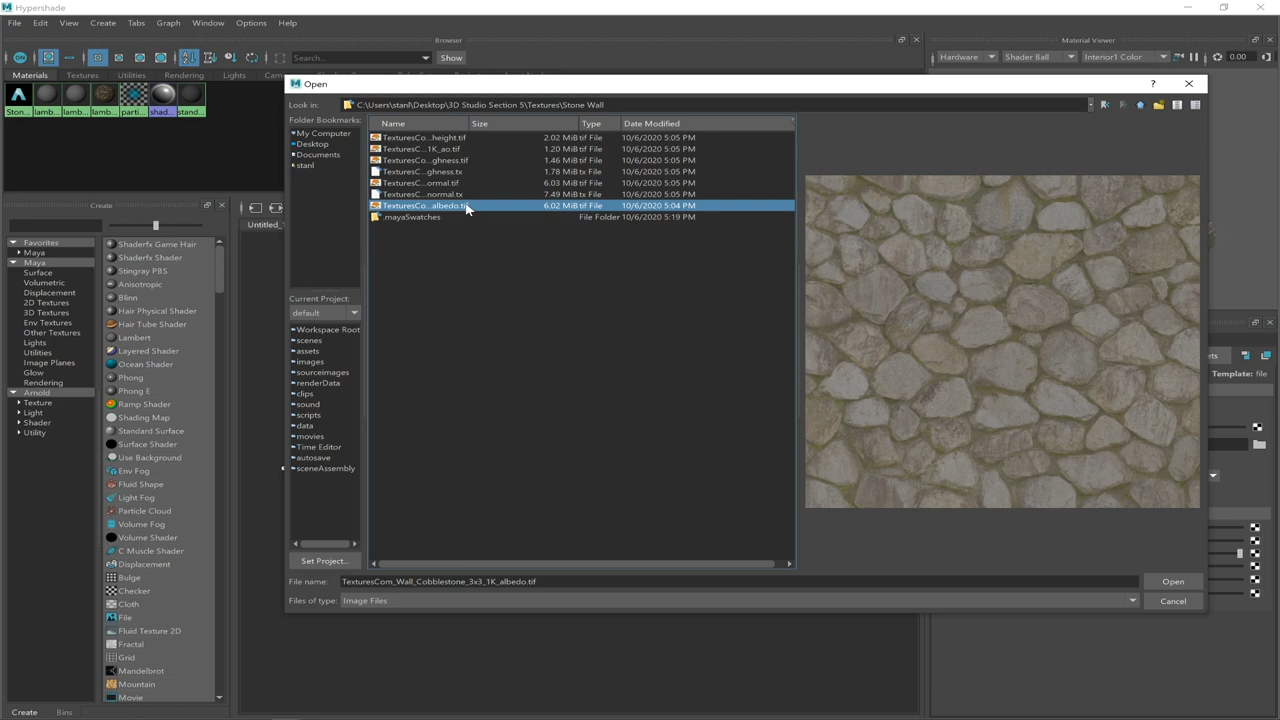 Hypershade
File Edit View Create Tabs Graph Window Options Help
Browser
ON Search... Show
Materials Textures Utilities Rendering Lights Cam
Ston... lamb... lamb... lamb... parti... shad... stand...
Material Viewer
Hardware Shader Ball Interior1 Color 0.00
Create
Untitled_
Favorites
Maya
Maya
Surface
Volumetric
Displacement
2D Textures
3D Textures
Env Textures
Other Textures
Lights
Utilities
Image Planes
Glow
Rendering
Arnold
Texture
Light
Shader
Utility
Shaderfx Game Hair
Shaderfx Shader
Stingray PBS
Anisotropic
Blinn
Hair Physical Shader
Hair Tube Shader
Lambert
Layered Shader
Ocean Shader
Phong
Phong E
Ramp Shader
Shading Map
Standard Surface
Surface Shader
Use Background
Env Fog
Fluid Shape
Light Fog
Particle Cloud
Volume Fog
Volume Shader
C Muscle Shader
Displacement
Bulge
Checker
Cloth
File
Fluid Texture 2D
Fractal
Grid
Mandelbrot
Mountain
Movie
Create Bins
Open
?
Look in: C:\Users\stanl\Desktop\3D Studio Section 5\Textures\Stone Wall
Folder Bookmarks:
My Computer
Desktop
Documents
stanl
Current Project:
default
Workspace Root
scenes
assets
images
sourceimages
renderData
clips
sound
scripts
data
movies
Time Editor
autosave
sceneAssembly
Set Project...
Name Size Type Date Modified
TexturesCo...height.tif 2.02 MiB tif File 10/6/2020 5:05 PM
TexturesC...1K_ao.tif 1.20 MiB tif File 10/6/2020 5:05 PM
TexturesCo...ghness.tif 1.46 MiB tif File 10/6/2020 5:05 PM
TexturesC...ghness.tx 1.78 MiB tx File 10/6/2020 5:05 PM
TexturesC...ormal.tif 6.03 MiB tif File 10/6/2020 5:05 PM
TexturesC...normal.tx 7.49 MiB tx File 10/6/2020 5:05 PM
TexturesCo...albedo.tif 6.02 MiB tif File 10/6/2020 5:04 PM
.mayaSwatches File Folder 10/6/2020 5:19 PM
File name: TexturesCom_Wall_Cobblestone_3x3_1K_albedo.tif Open
Files of type: Image Files Cancel
ets
Template: file